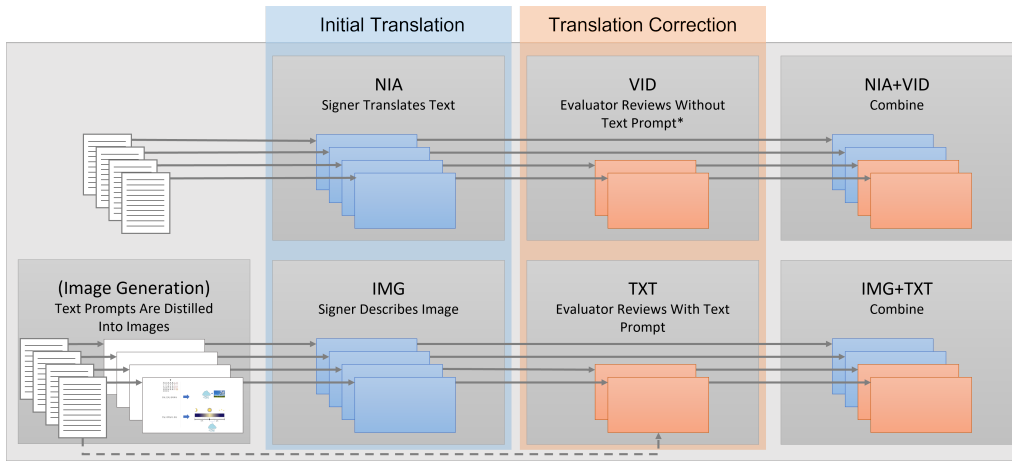 Initial Translation
Translation Correction
NIA
Signer Translates Text
VID
Evaluator Reviews Without
Text Prompt*
NIA+VID
Combine
(Image Generation)
Text Prompts Are Distilled
Into Images
IMG
Signer Describes Image
TXT
Evaluator Reviews With Text
Prompt
IMG+TXT
Combine